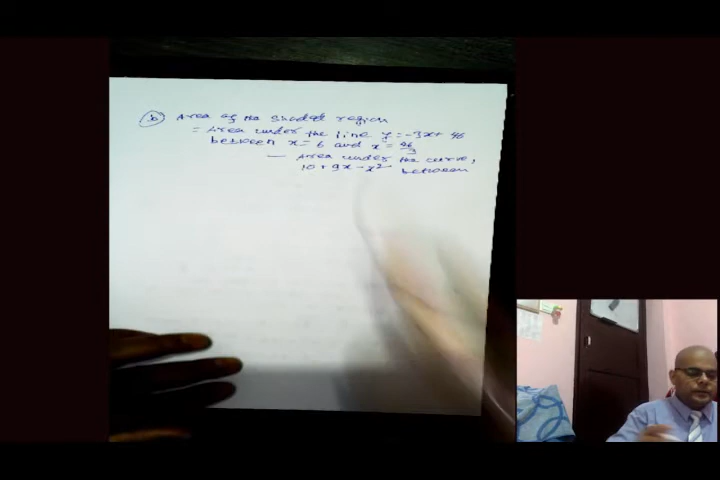 (b) Area of the Shaded region
= Area under the line y = -3x + 46
between x = 6 and x = 46/3
— Area under the curve,
10 + 9x - x² between